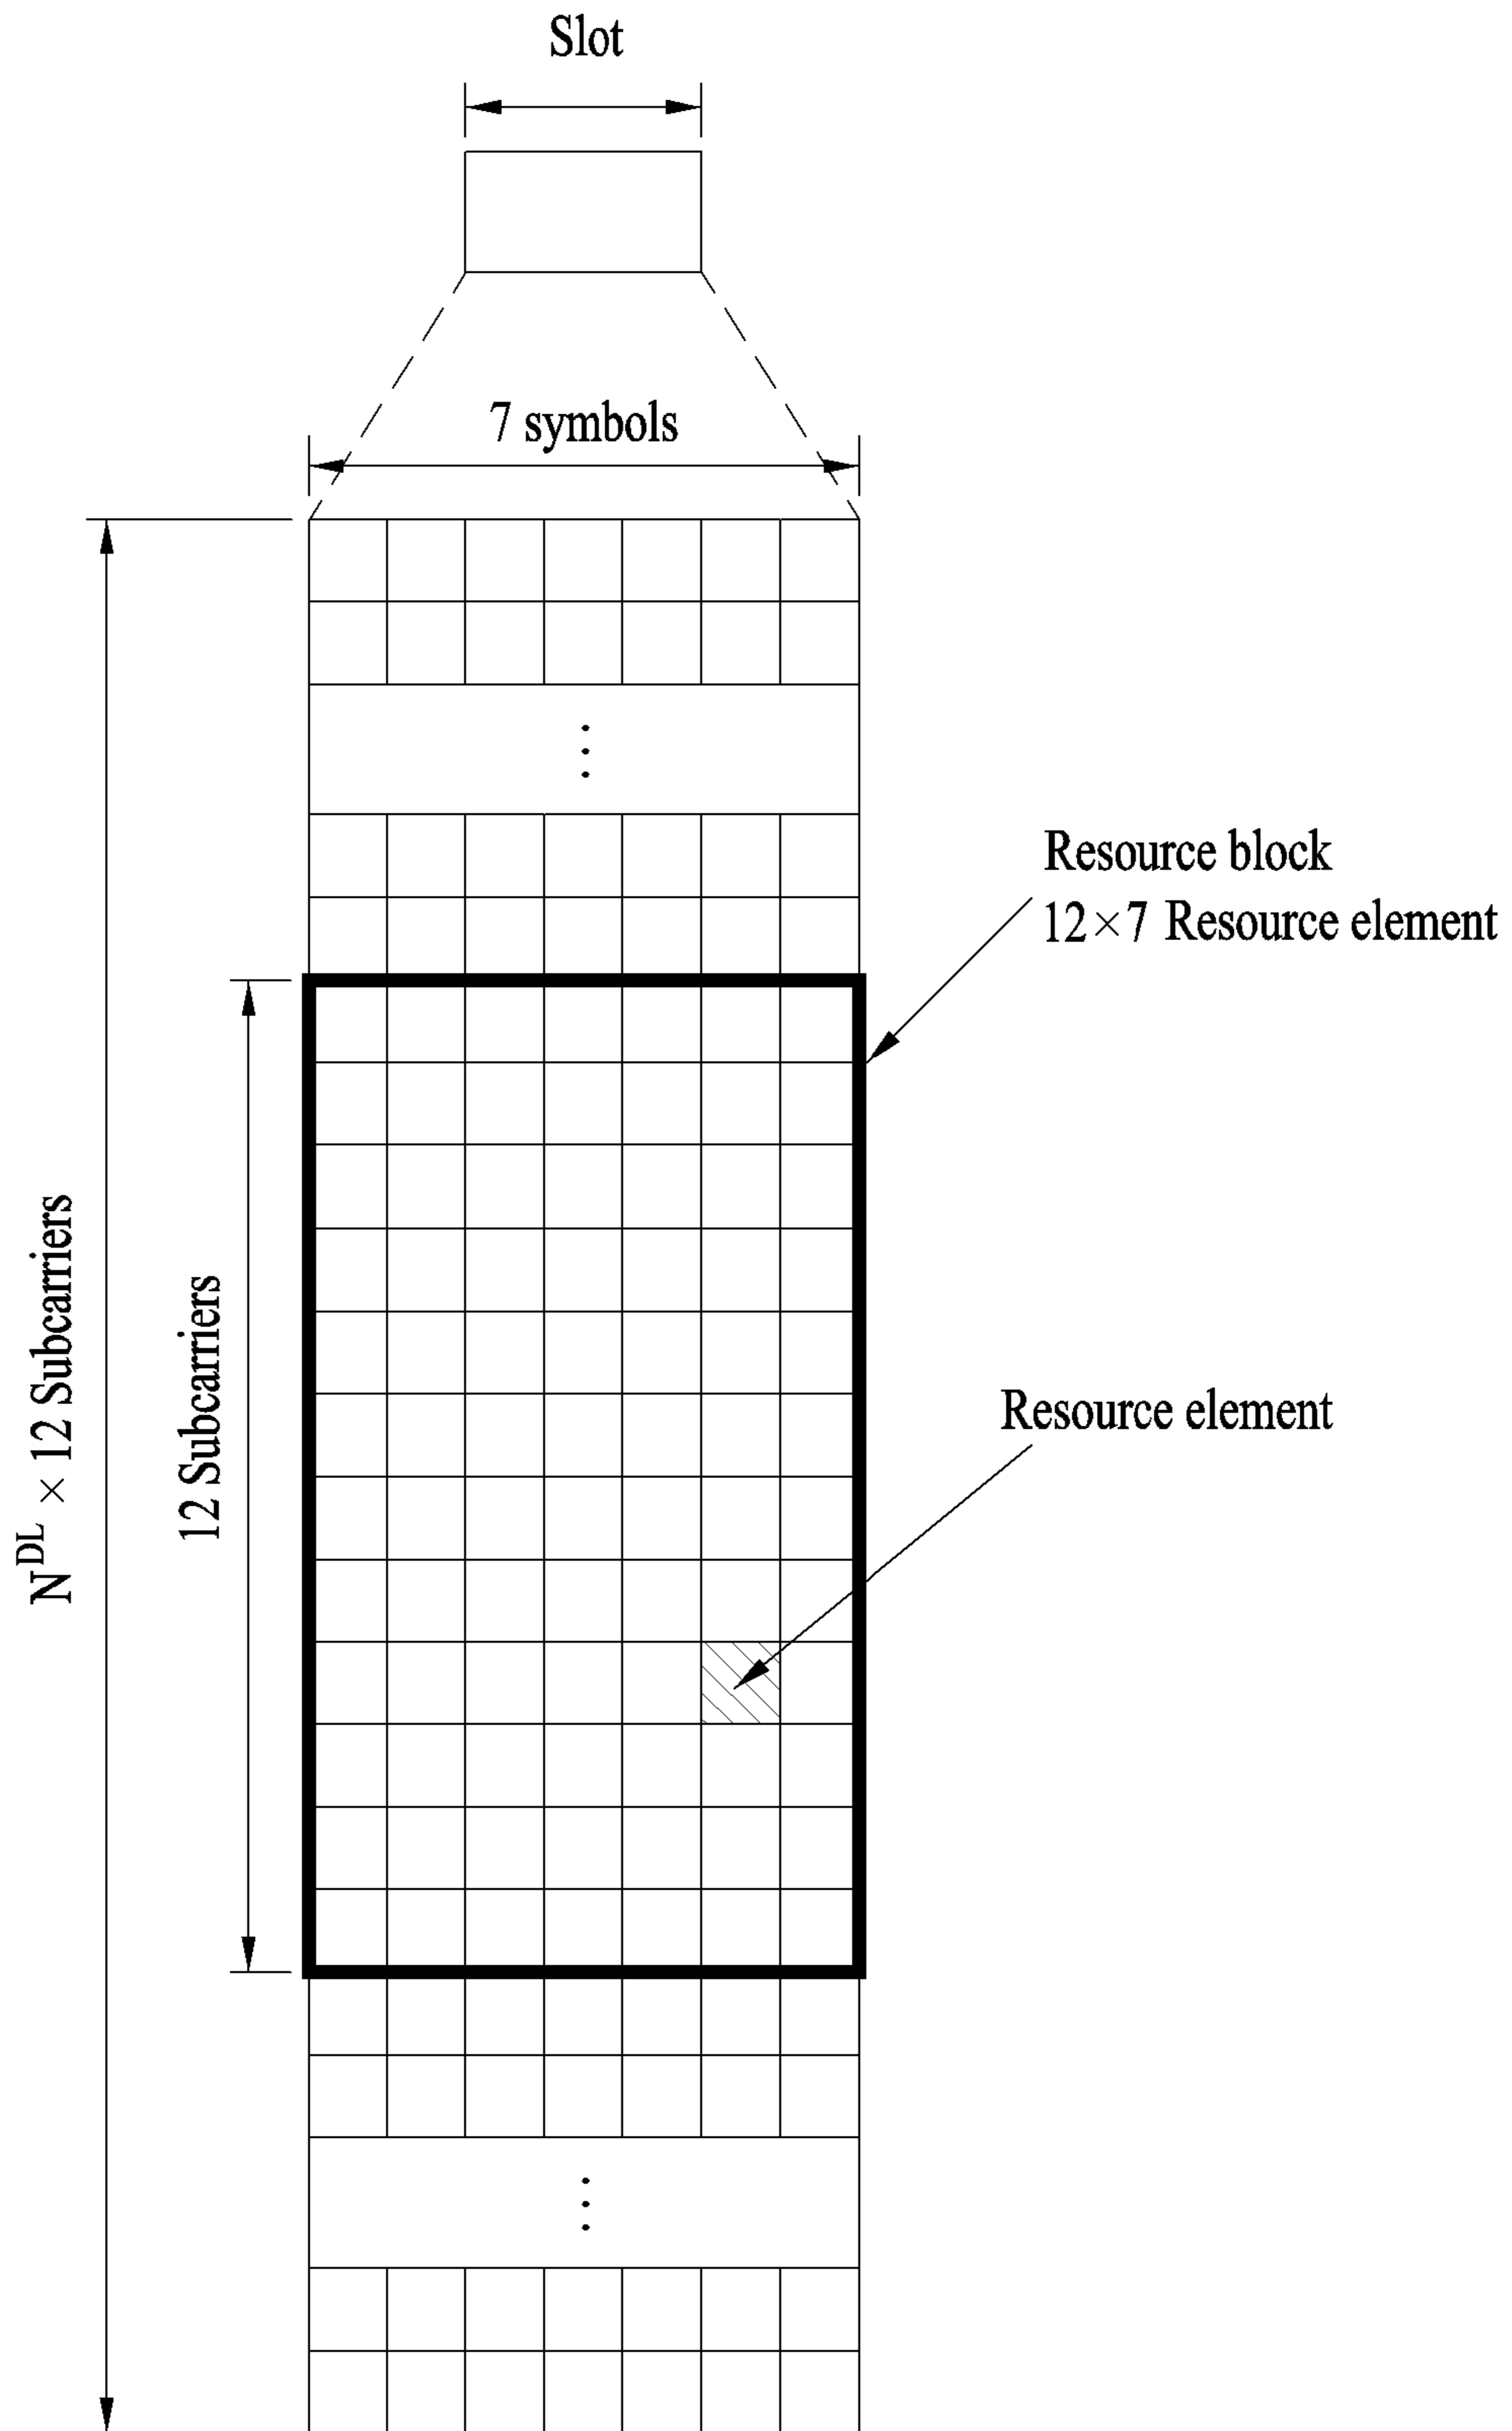 Slot
7 symbols
Resource block
12×7 Resource element
N^DL × 12 Subcarriers
12 Subcarriers
Resource element